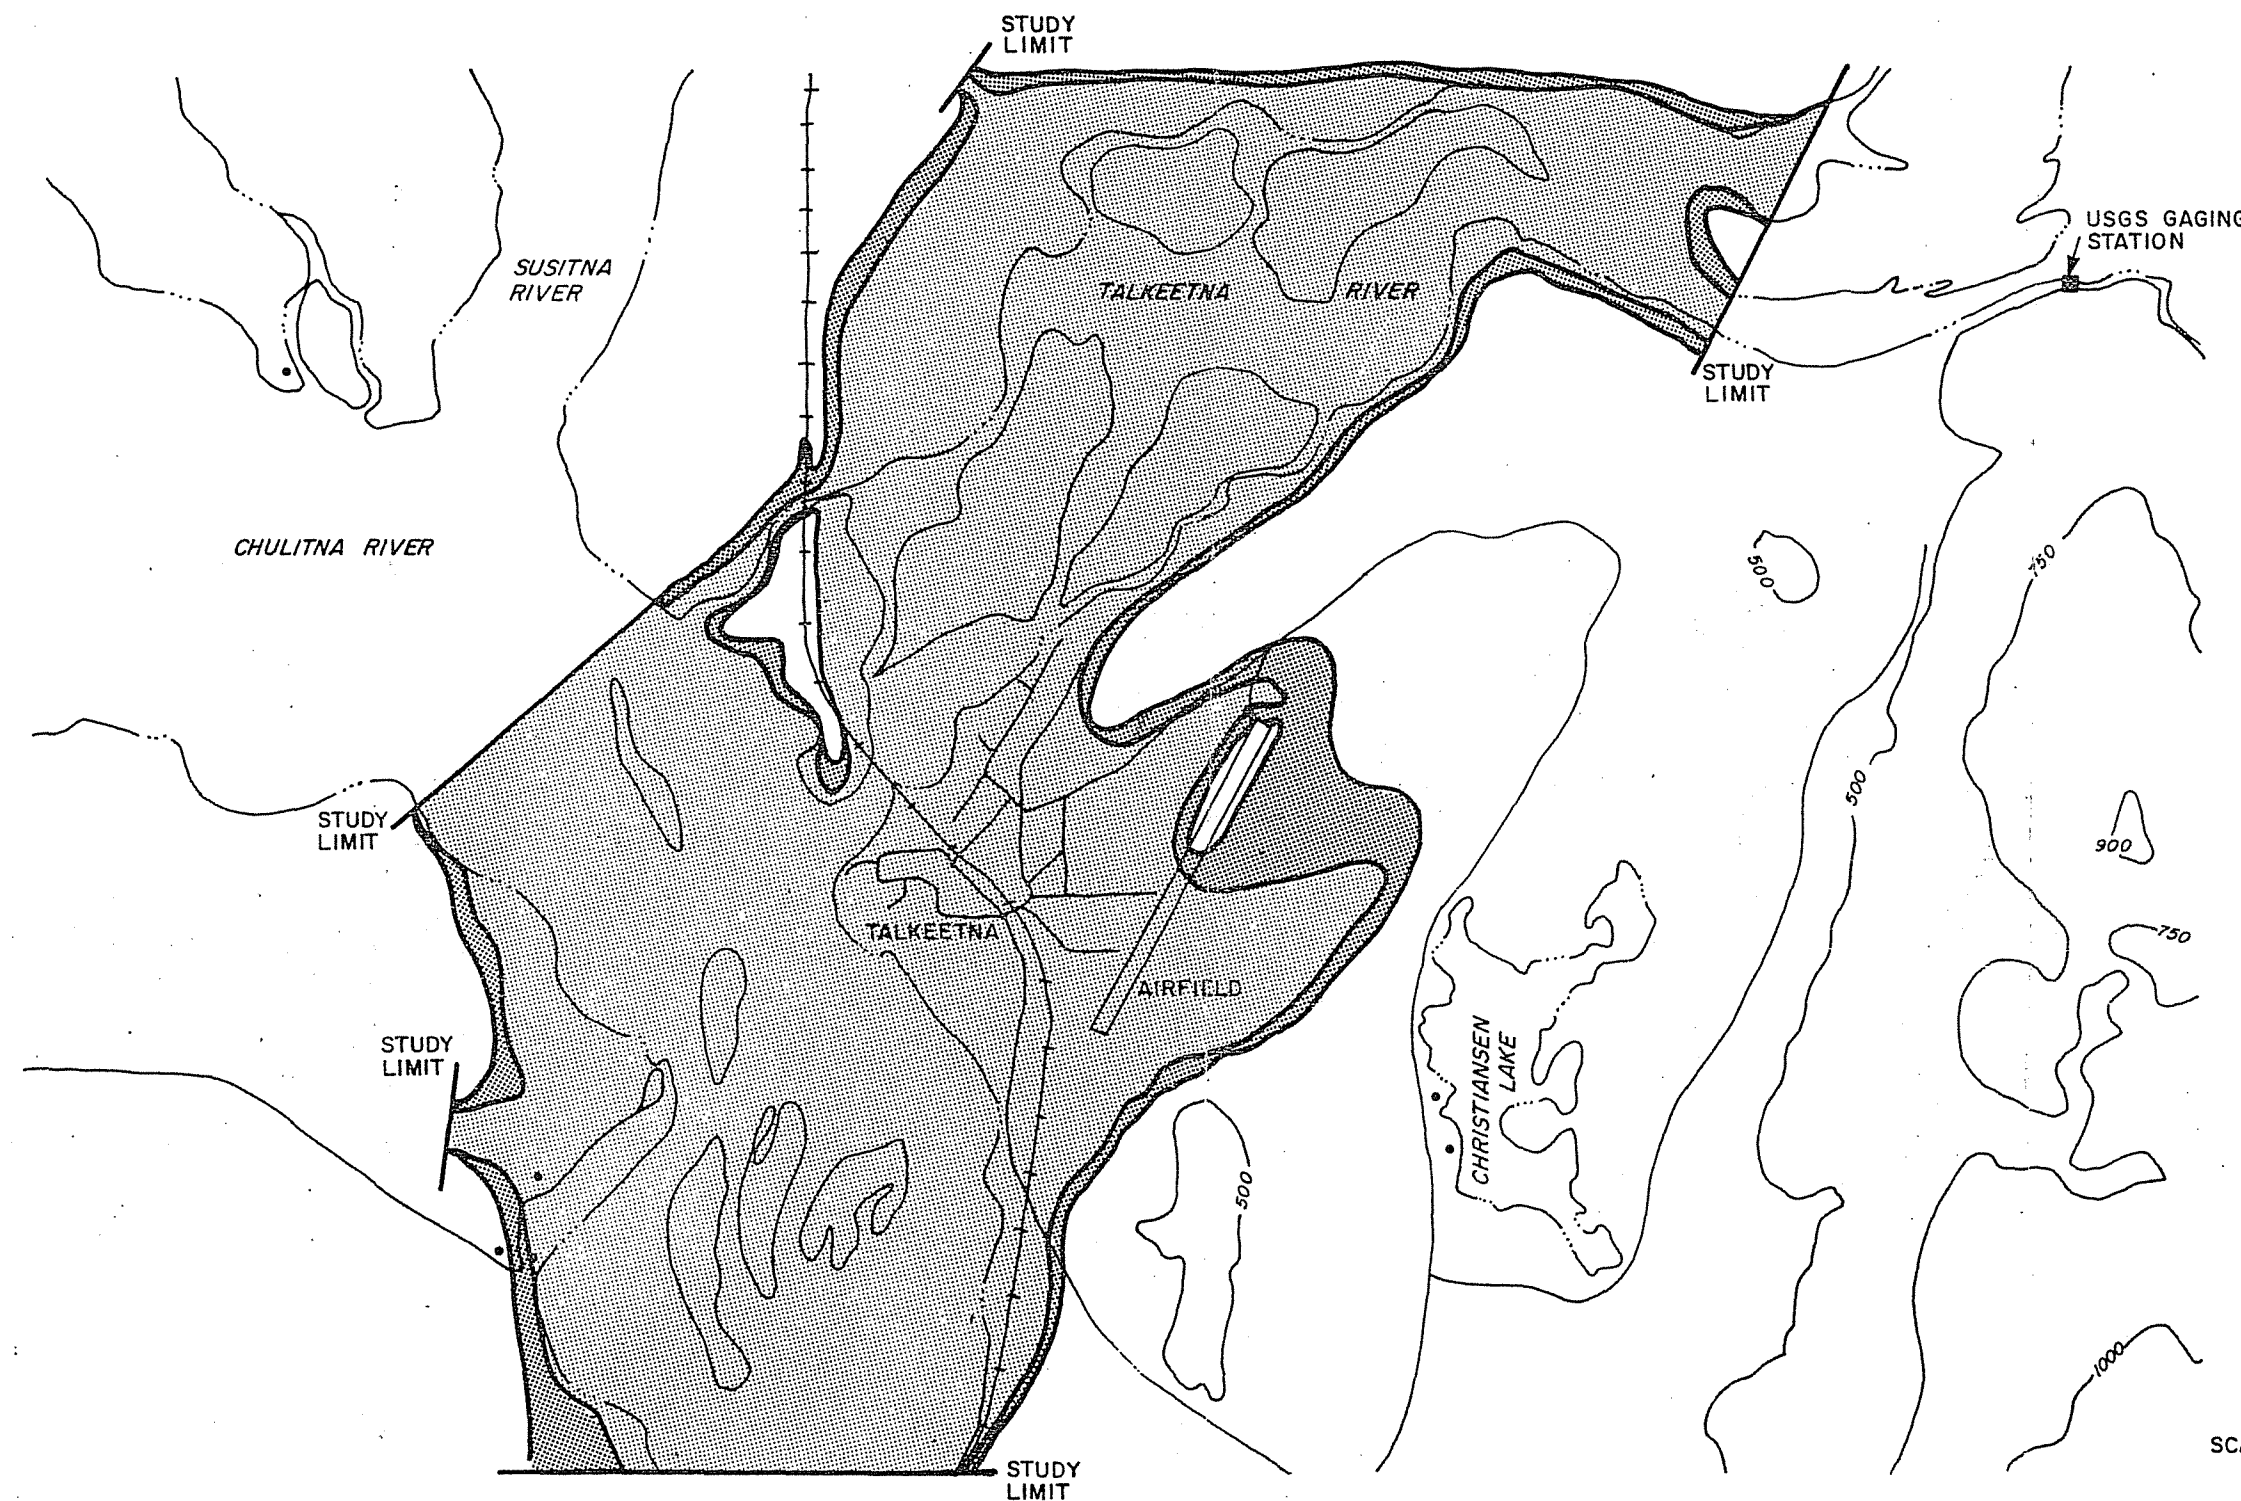 STUDY
LIMIT
USGS GAGING
STATION
SUSITNA
RIVER
TALKEETNA RIVER
STUDY
LIMIT
CHULITNA RIVER
500
750
500
STUDY
LIMIT
900
TALKEETNA
750
AIRFIELD
STUDY
LIMIT
CHRISTIANSEN
LAKE
500
1000
STUDY
LIMIT